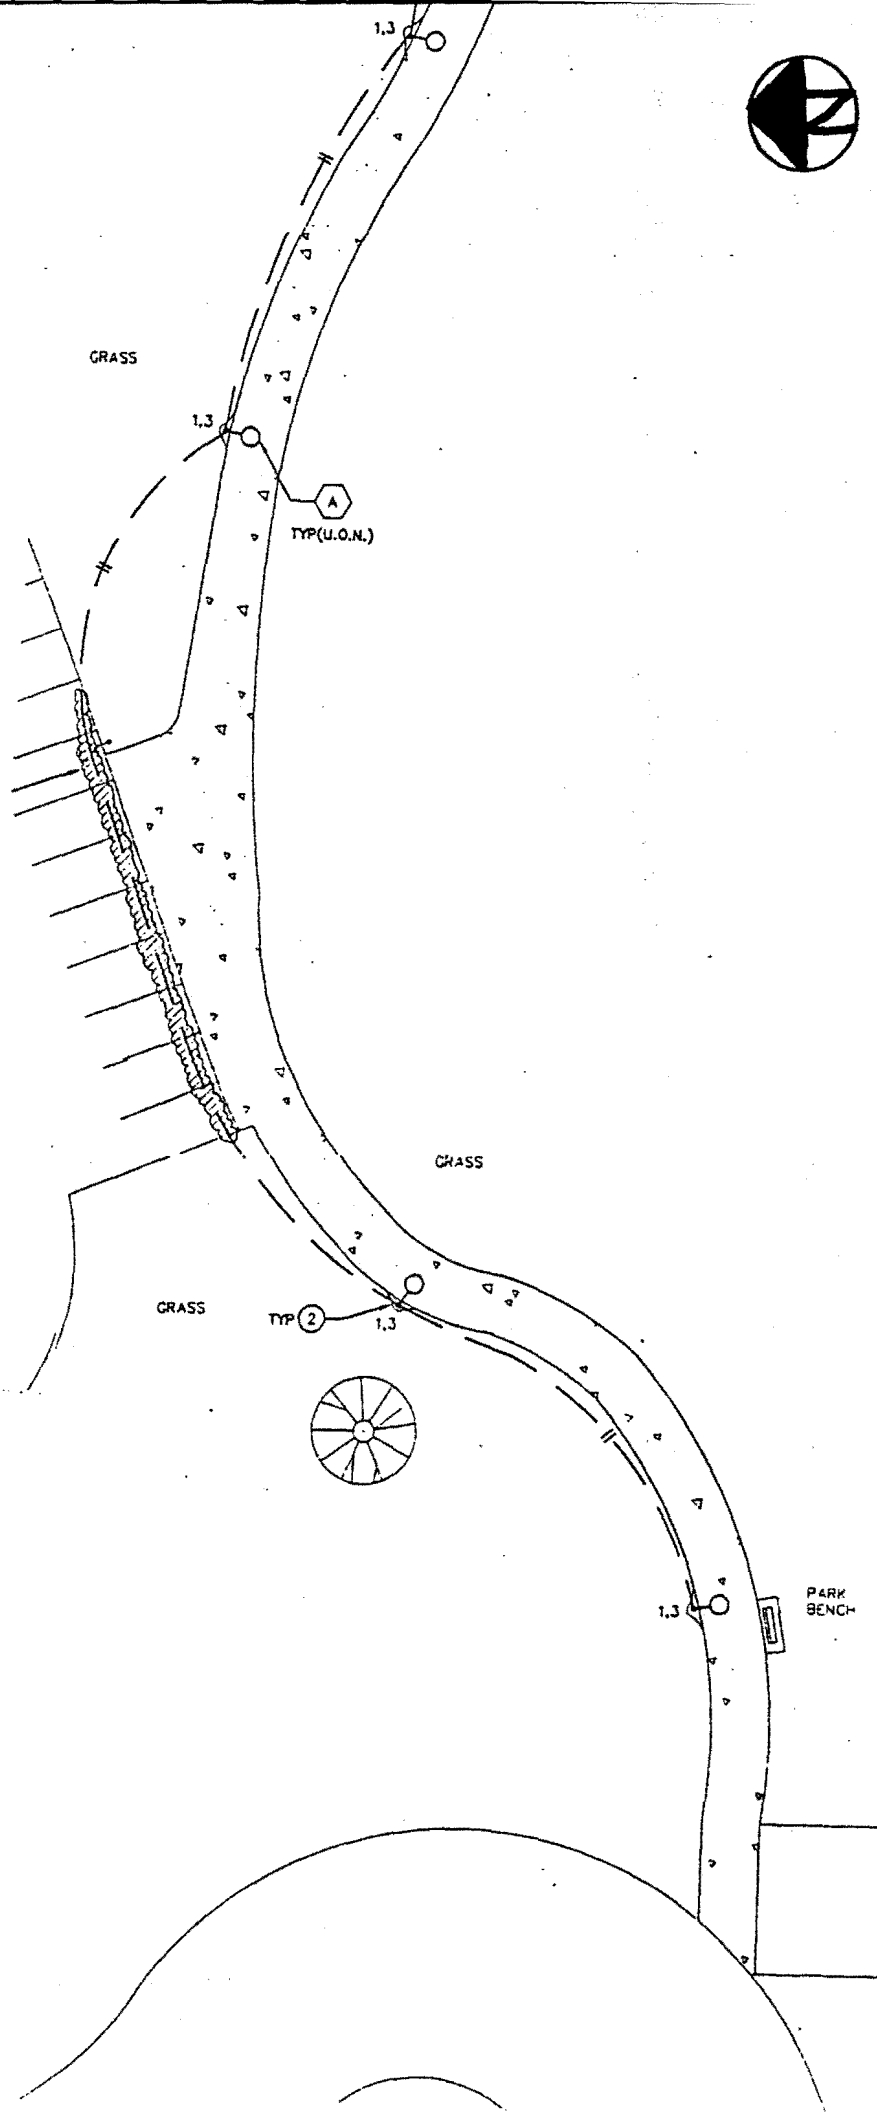 1,3
N
GRASS
1,3
A
TYP(U.O.N.)
GRASS
GRASS
TYP 2
1,3
1,3
PARK
BENCH